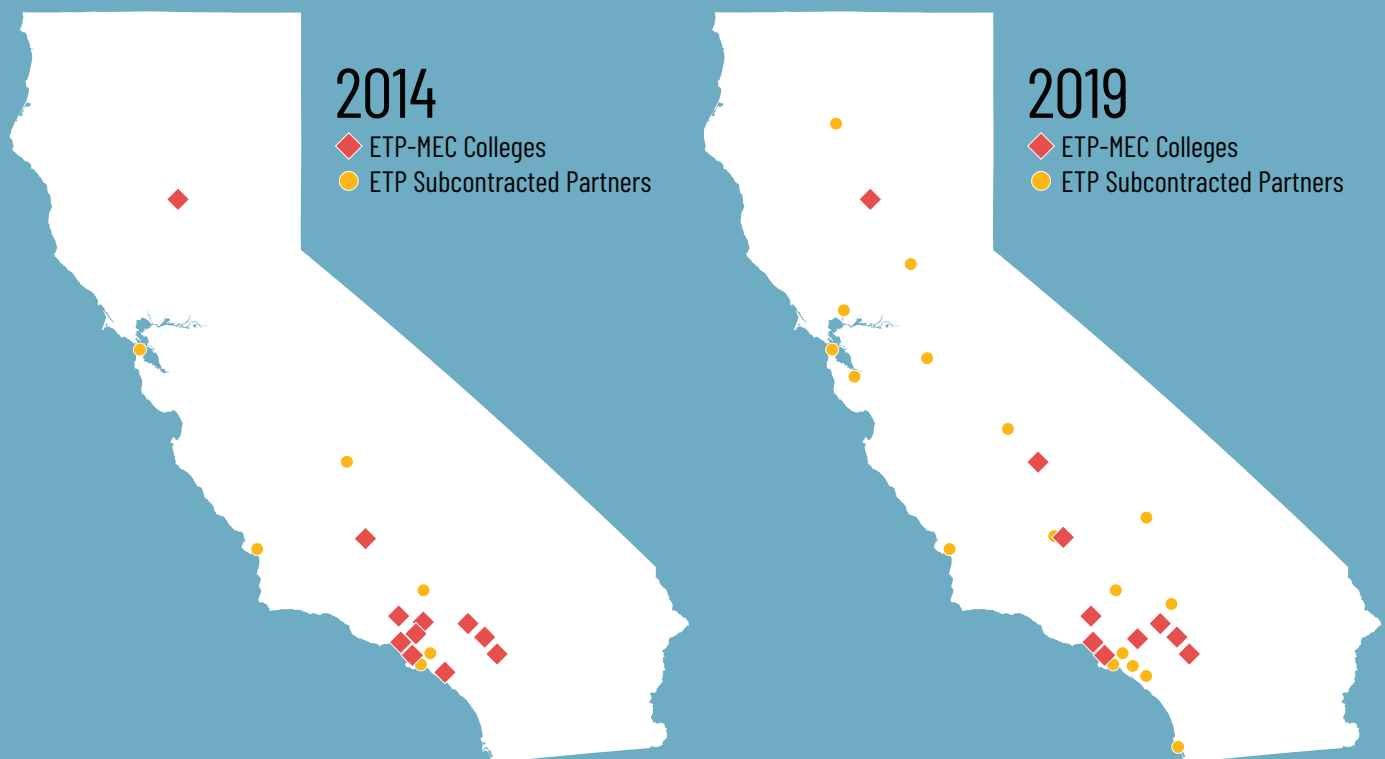 2014
ETP-MEC Colleges
ETP Subcontracted Partners
2019
ETP-MEC Colleges
ETP Subcontracted Partners